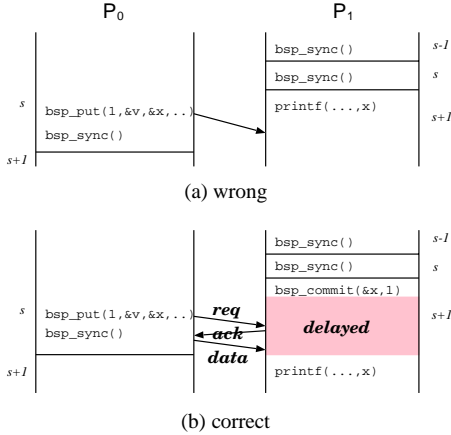 P0 P1
bsp_sync() s-1
bsp_sync() s
s bsp_put(1,&v,&x,..) printf(...,x) s+1
bsp_sync()
s+1
(a) wrong
bsp_sync() s-1
bsp_sync() s
bsp_commit(&x,1)
s bsp_put(1,&v,&x,..) req s+1
bsp_sync() ack delayed
data
s+1 printf(...,x)
(b) correct